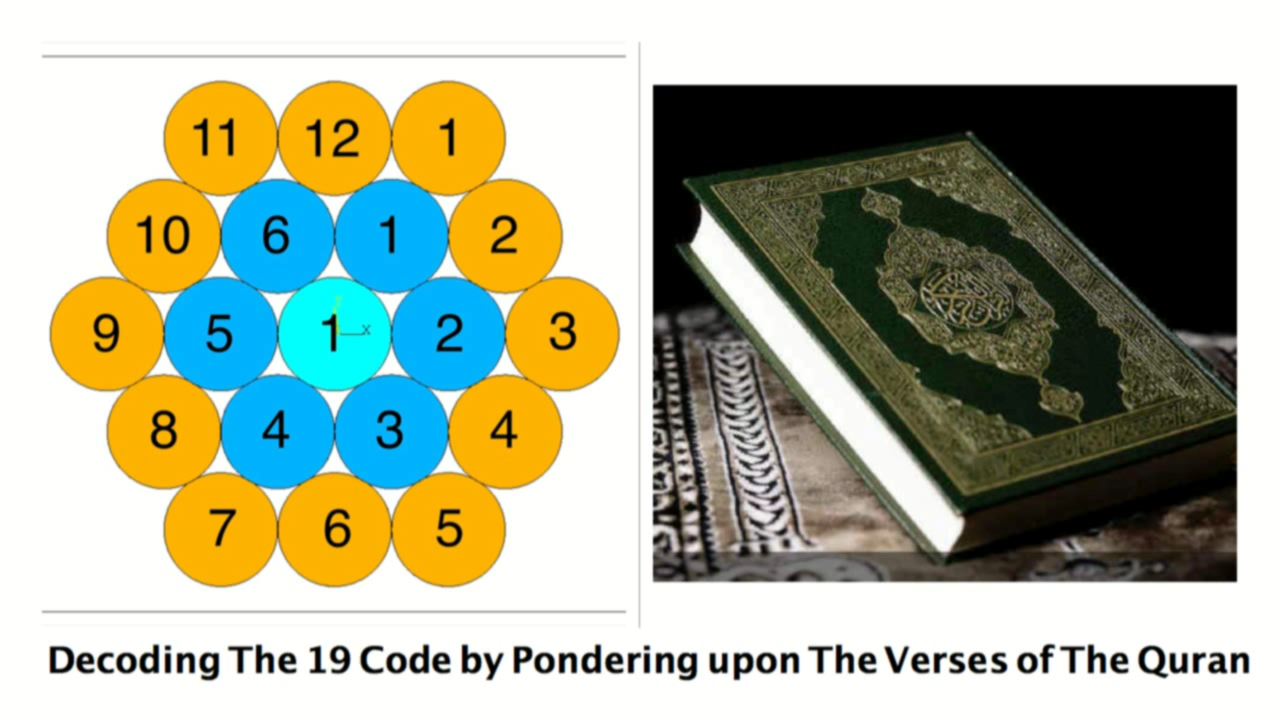 11 12 1
10 6 1 2
9 5 1 x 2 3
8 4 3 4
7 6 5
Decoding The 19 Code by Pondering upon The Verses of The Quran